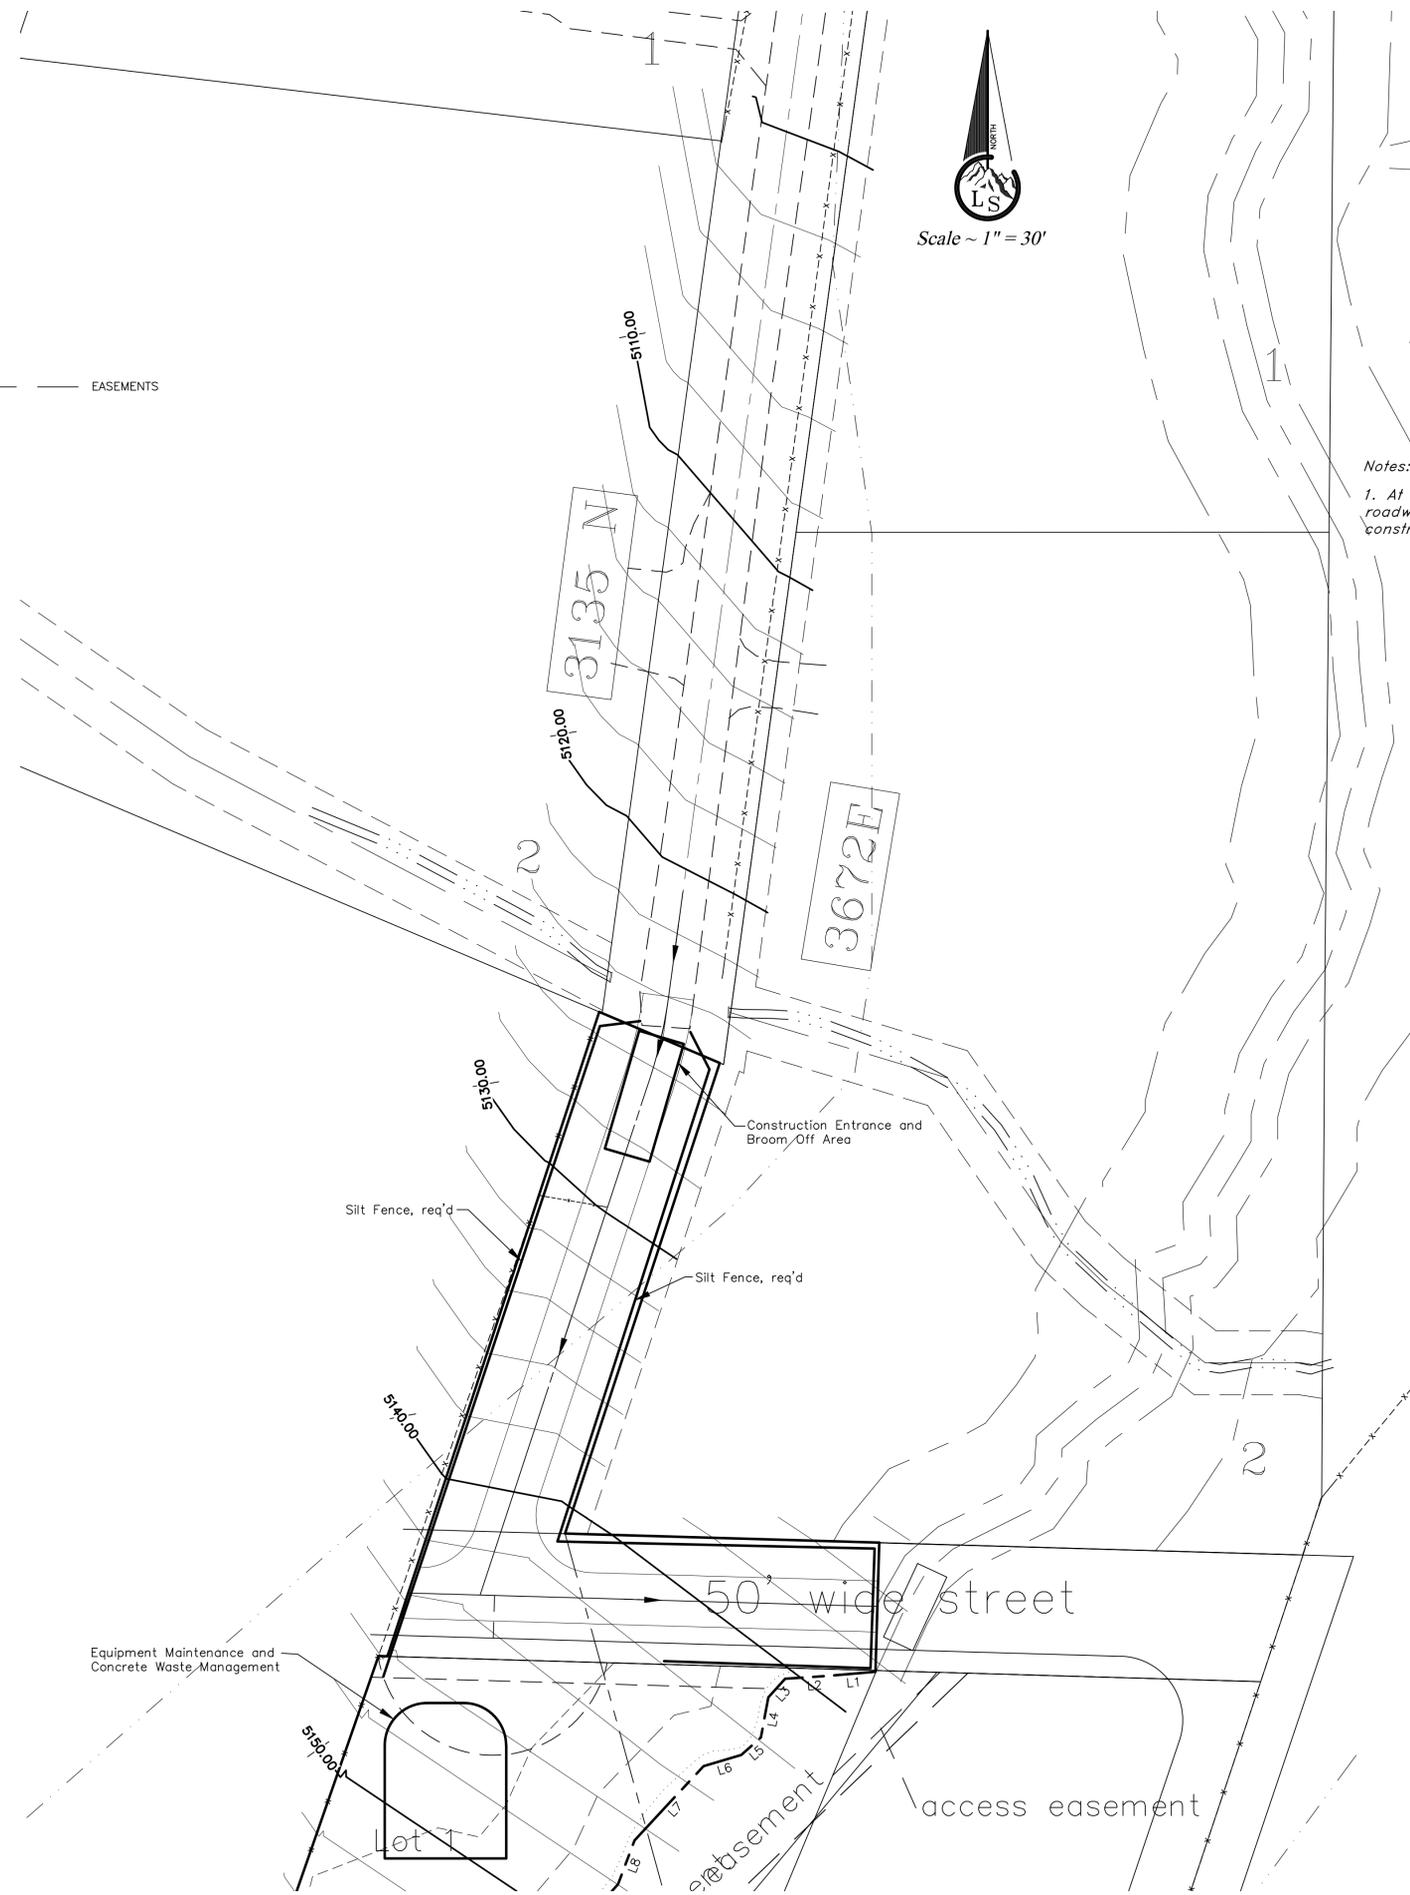 1
NORTH
L S
Scale ~ 1" = 30'
5110.00
1
EASEMENTS
Notes:
1. At
roadw
constr
3135 N
5120.00
3672E
2
5130.00
Construction Entrance and
Broom Off Area
Silt Fence, req'd
Silt Fence, req'd
5140.00
2
50' wide street
Equipment Maintenance and
Concrete Waste Management
L1
L2
L3
L4
L5
L6
L7
L8
5150.00
access easement
easement
Lot 1